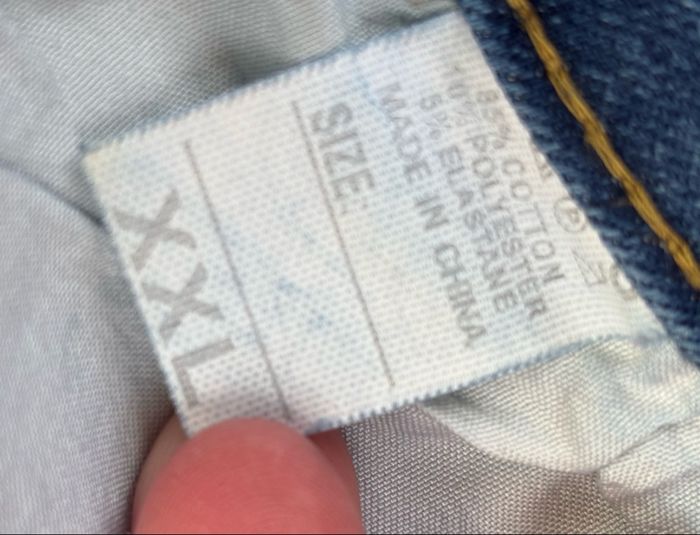 85% COTTON
10% POLYESTER
5% ELASTANE
MADE IN CHINA
SIZE:
XXL